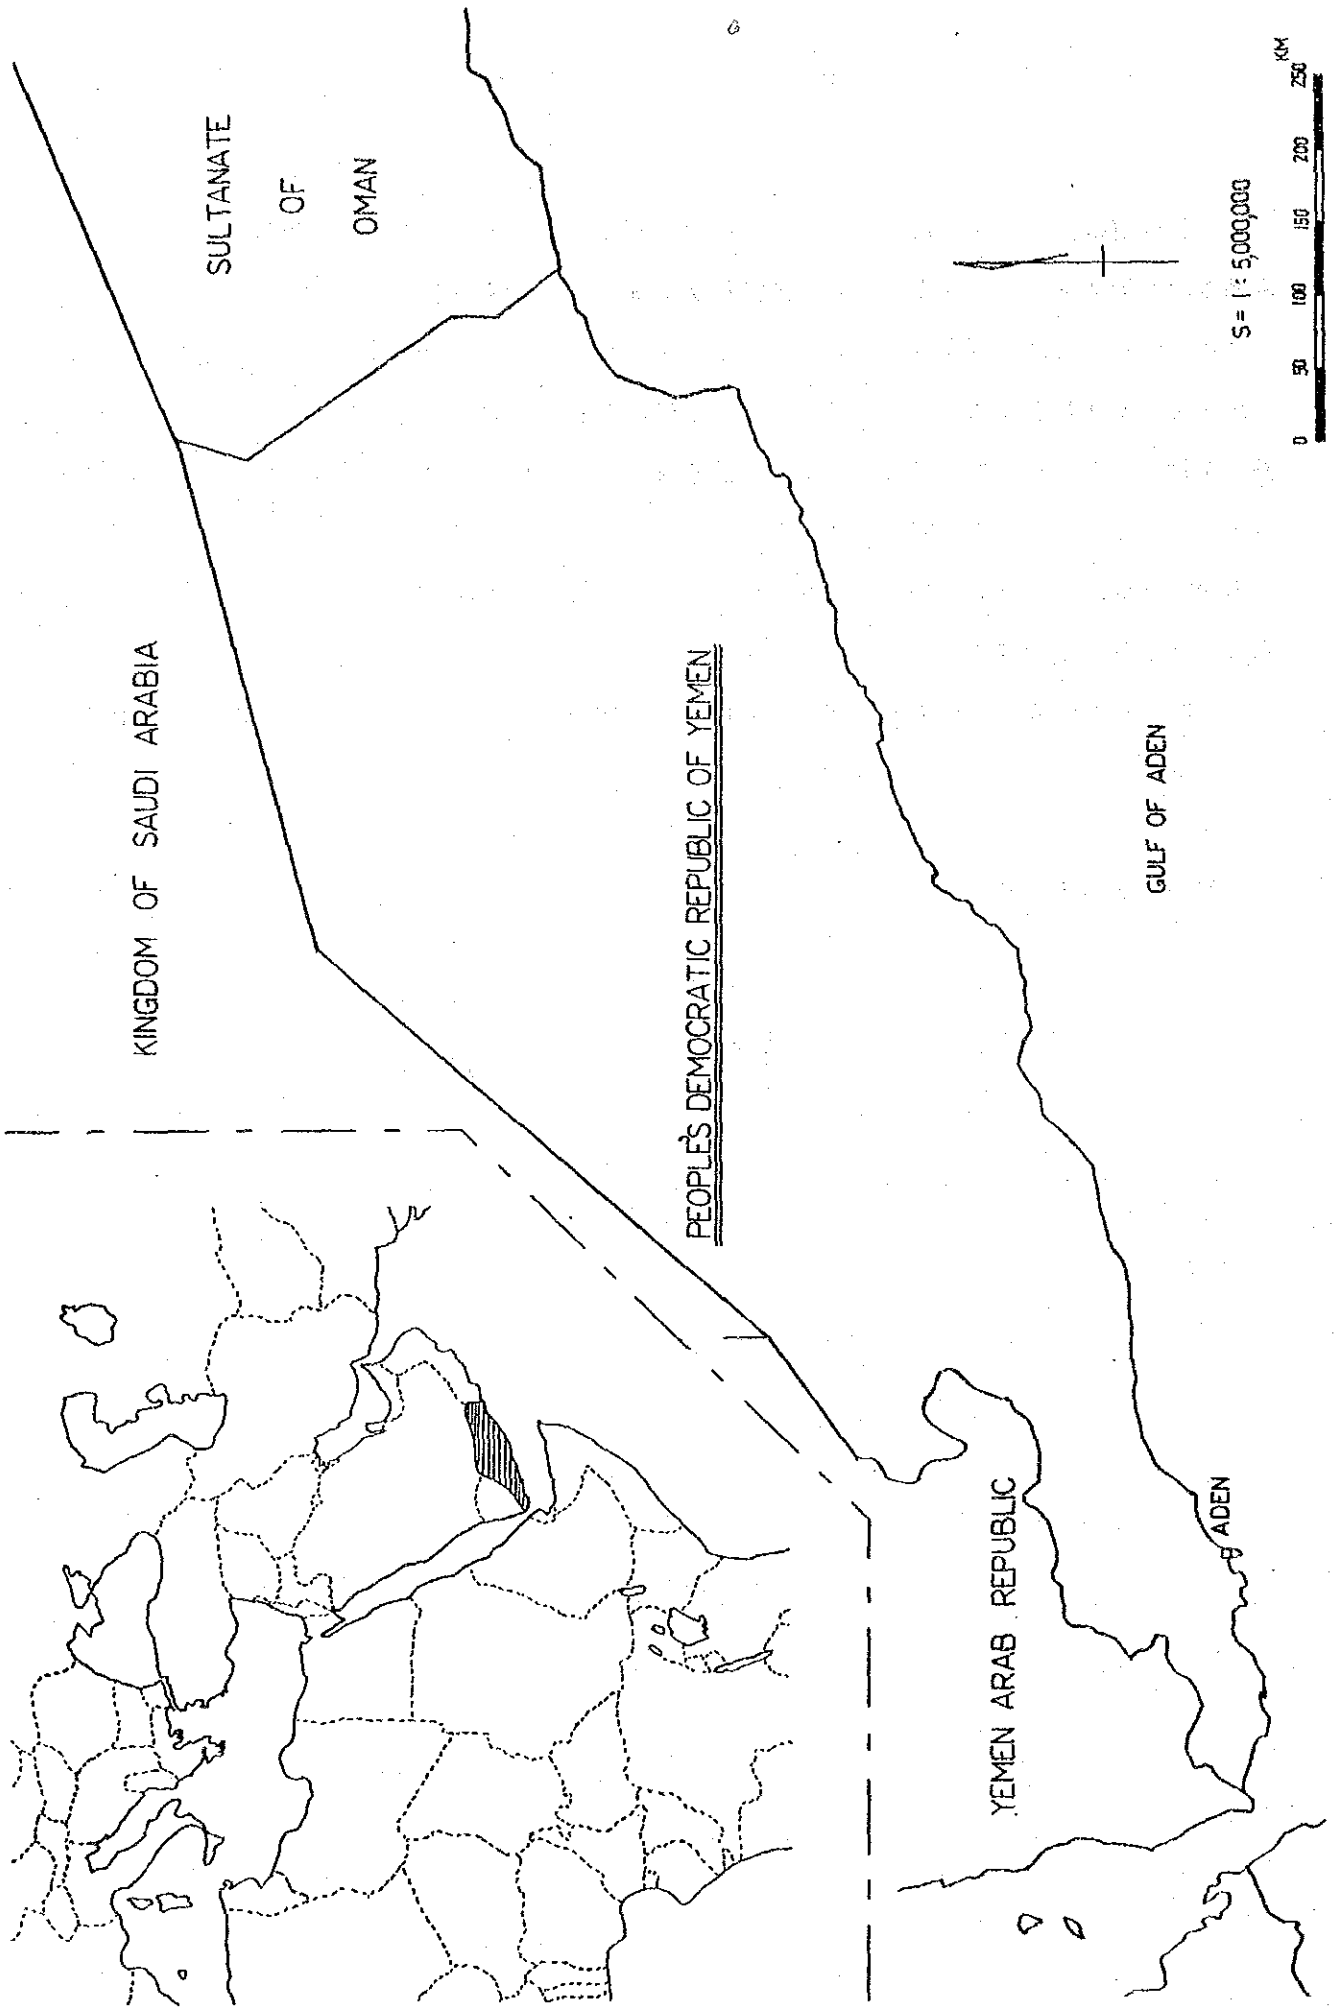 KINGDOM OF SAUDI ARABIA
SULTANATE
OF
OMAN
PEOPLE'S DEMOCRATIC REPUBLIC OF YEMEN
YEMEN ARAB REPUBLIC
ADEN
GULF OF ADEN
S = 1 : 5,000,000
0 50 100 150 200 250 KM